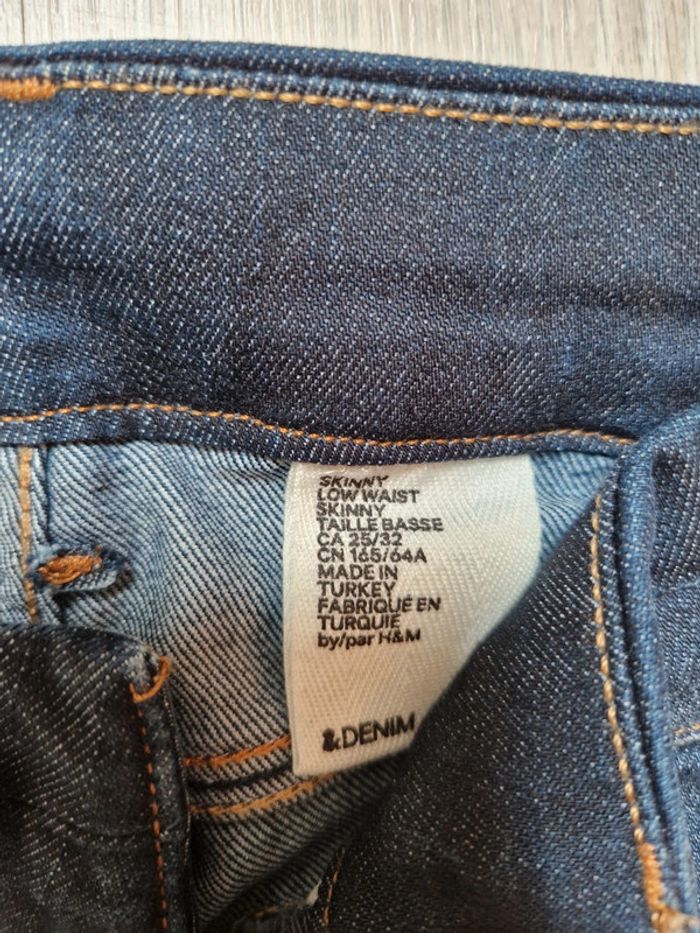 SKINNY
LOW WAIST
SKINNY
TAILLE BASSE
CA 25/32
CN 165/64A
MADE IN
TURKEY
FABRIQUÉ EN
TURQUIE
by/par H&M
&DENIM